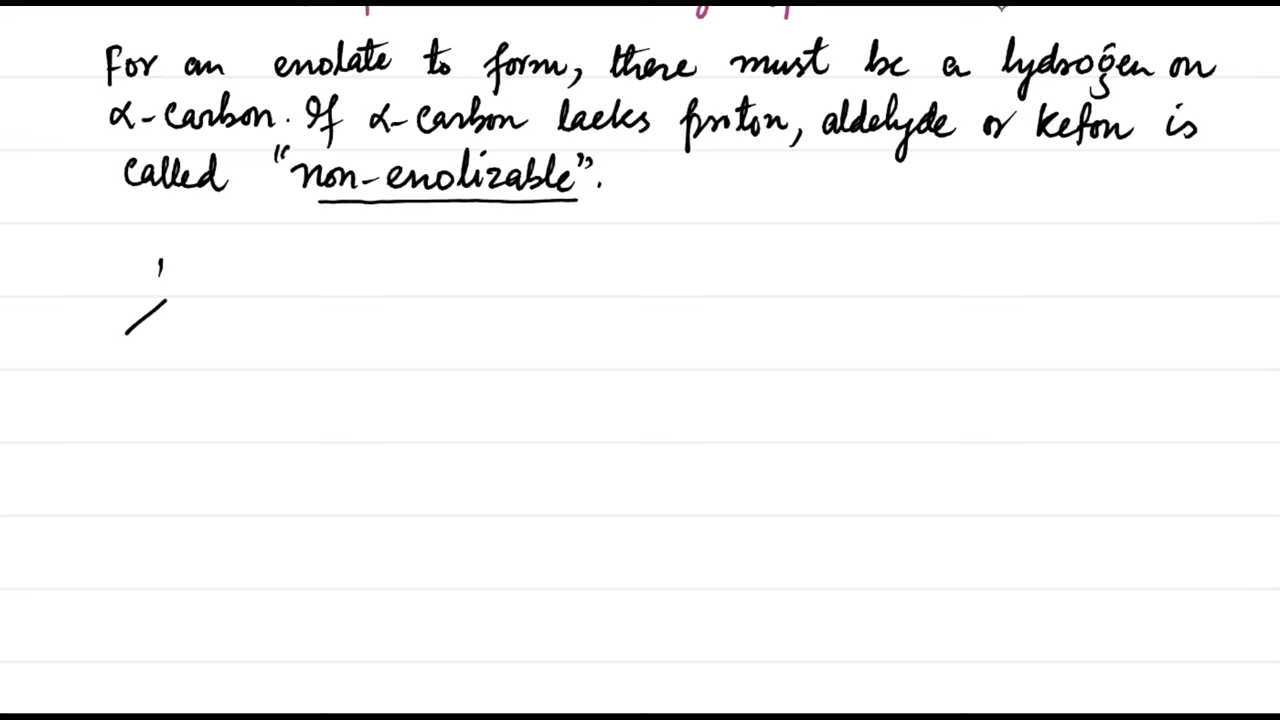 For an enolate to form, there must be a hydrogen on
α-carbon. If α-carbon lacks proton, aldehyde or keton is
called "non-enolizable".